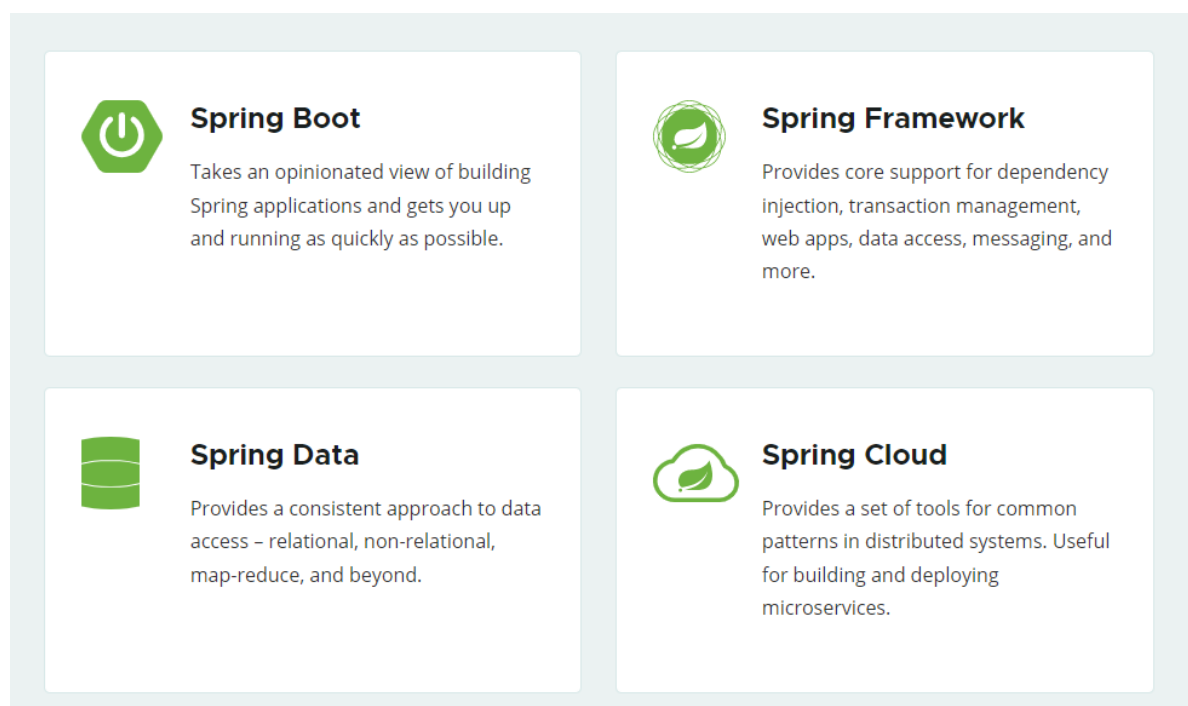 Spring Boot
Takes an opinionated view of building
Spring applications and gets you up
and running as quickly as possible.
Spring Framework
Provides core support for dependency
injection, transaction management,
web apps, data access, messaging, and
more.
Spring Data
Provides a consistent approach to data
access – relational, non-relational,
map-reduce, and beyond.
Spring Cloud
Provides a set of tools for common
patterns in distributed systems. Useful
for building and deploying
microservices.